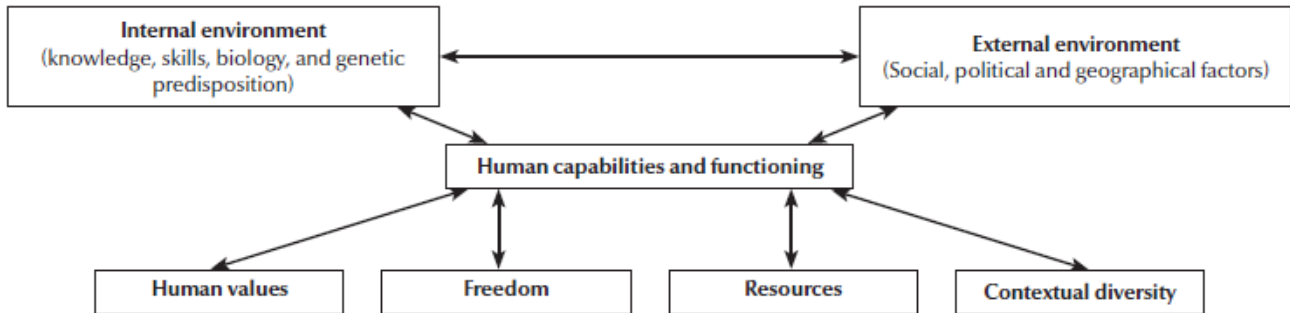 Internal environment
(knowledge, skills, biology, and genetic
predisposition)
External environment
(Social, political and geographical factors)
Human capabilities and functioning
Human values
Freedom
Resources
Contextual diversity